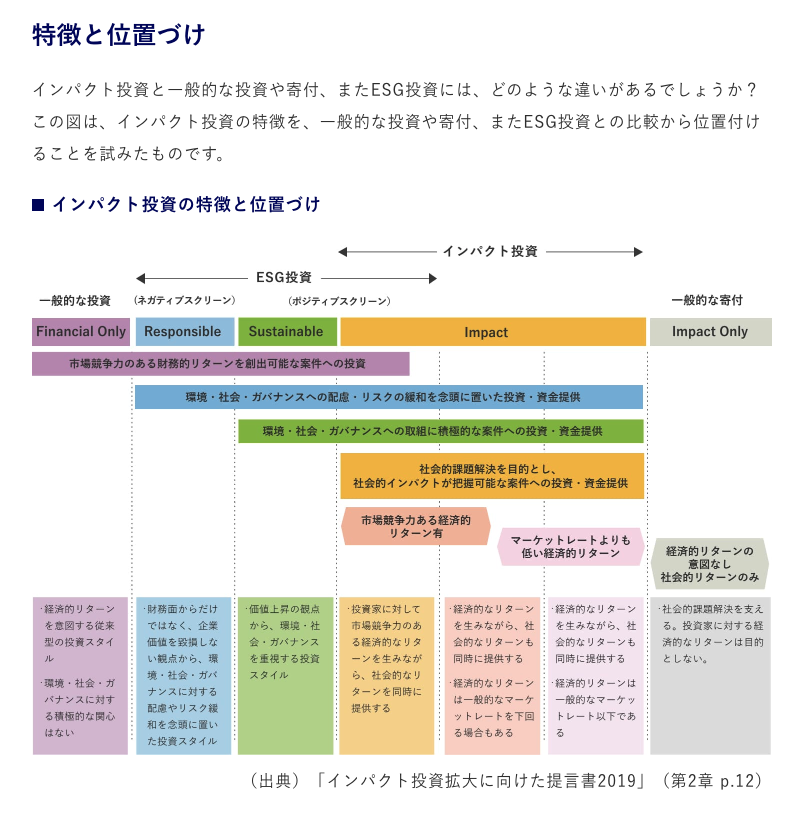 特徴と位置づけ
インパクト投資と一般的な投資や寄付、またESG投資には、どのような違いがあるでしょうか？
この図は、インパクト投資の特徴を、一般的な投資や寄付、またESG投資との比較から位置付け
ることを試みたものです。
■ インパクト投資の特徴と位置づけ
インパクト投資
ESG投資
一般的な投資
（ネガティブスクリーン）
（ポジティブスクリーン）
一般的な寄付
Financial Only
Responsible
Sustainable
Impact
Impact Only
市場競争力のある財務的リターンを創出可能な案件への投資
環境・社会・ガバナンスへの配慮・リスクの緩和を念頭に置いた投資・資金提供
環境・社会・ガバナンスへの取組に積極的な案件への投資・資金提供
社会的課題解決を目的とし、
社会的インパクトが把握可能な案件への投資・資金提供
市場競争力ある経済的
リターン有
マーケットレートよりも
低い経済的リターン
経済的リターンの
意図なし
社会的リターンのみ
・経済的リターン
を意図する従来
型の投資スタイ
ル
・環境・社会・ガ
バナンスに対す
る積極的な関心
はない
・財務面からだけ
ではなく、企業
価値を毀損しな
い観点から、環
境・社会・ガバ
ナンスに対する
配慮やリスク緩
和を念頭に置い
た投資スタイル
・価値上昇の観点
から、環境・社
会・ガバナンス
を重視する投資
スタイル
・投資家に対して
市場競争力のあ
る経済的なリタ
ーンを生みなが
ら、社会的なリ
ターンを同時に
提供する
・経済的なリターン
を生みながら、社
会的なリターンも
同時に提供する
・経済的なリターン
は一般的なマーケ
ットレートを下回
る場合もある
・経済的なリターン
を生みながら、社
会的なリターンも
同時に提供する
・経済的なリターンは
一般的なマーケッ
トレート以下であ
る
・社会的課題解決を支え
る。投資家に対する経
済的なリターンは目的
としない。
（出典）「インパクト投資拡大に向けた提言書2019」（第2章 p.12）